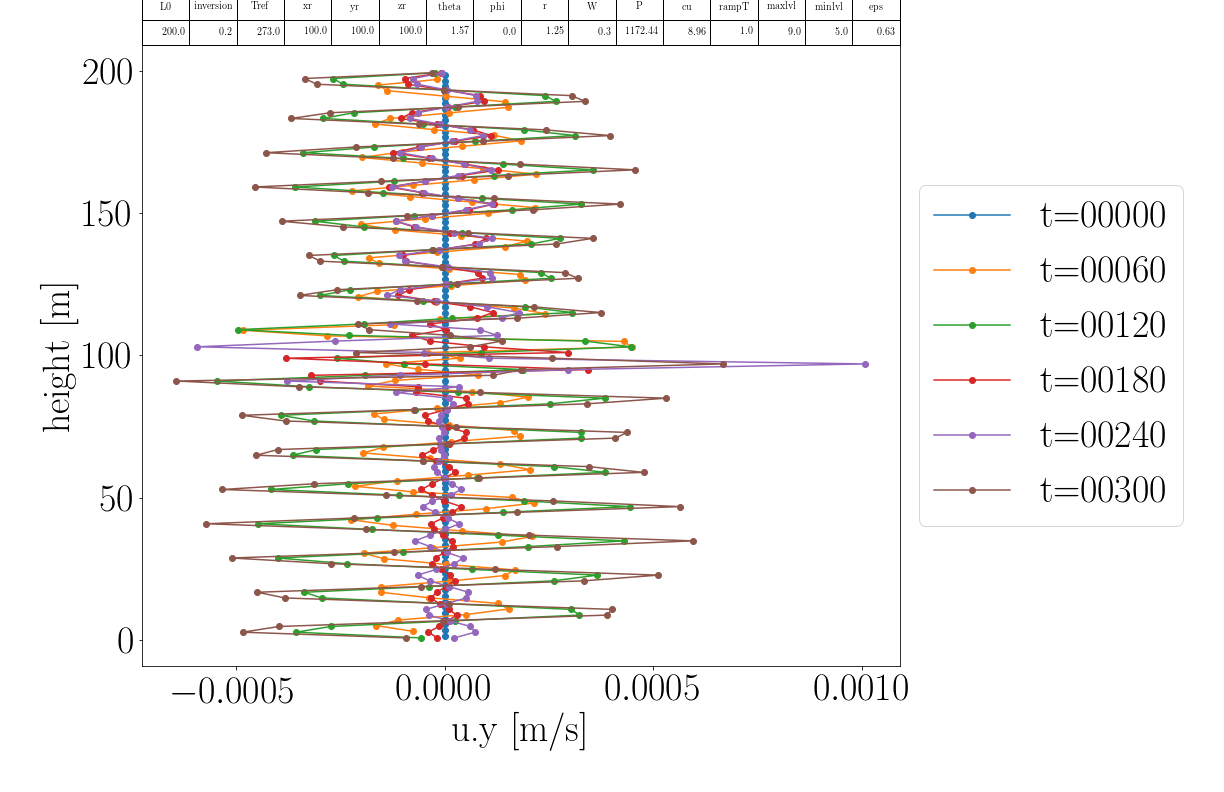 L0 inversion Tref xr yr zr theta phi r W P cu rampT maxlvl minlvl eps
200.0 0.2 273.0 100.0 100.0 100.0 1.57 0.0 1.25 0.3 1172.44 8.96 1.0 9.0 5.0 0.63
200
150
100
50
0
height [m]
−0.0005 0.0000 0.0005 0.0010
u.y [m/s]
t=00000
t=00060
t=00120
t=00180
t=00240
t=00300